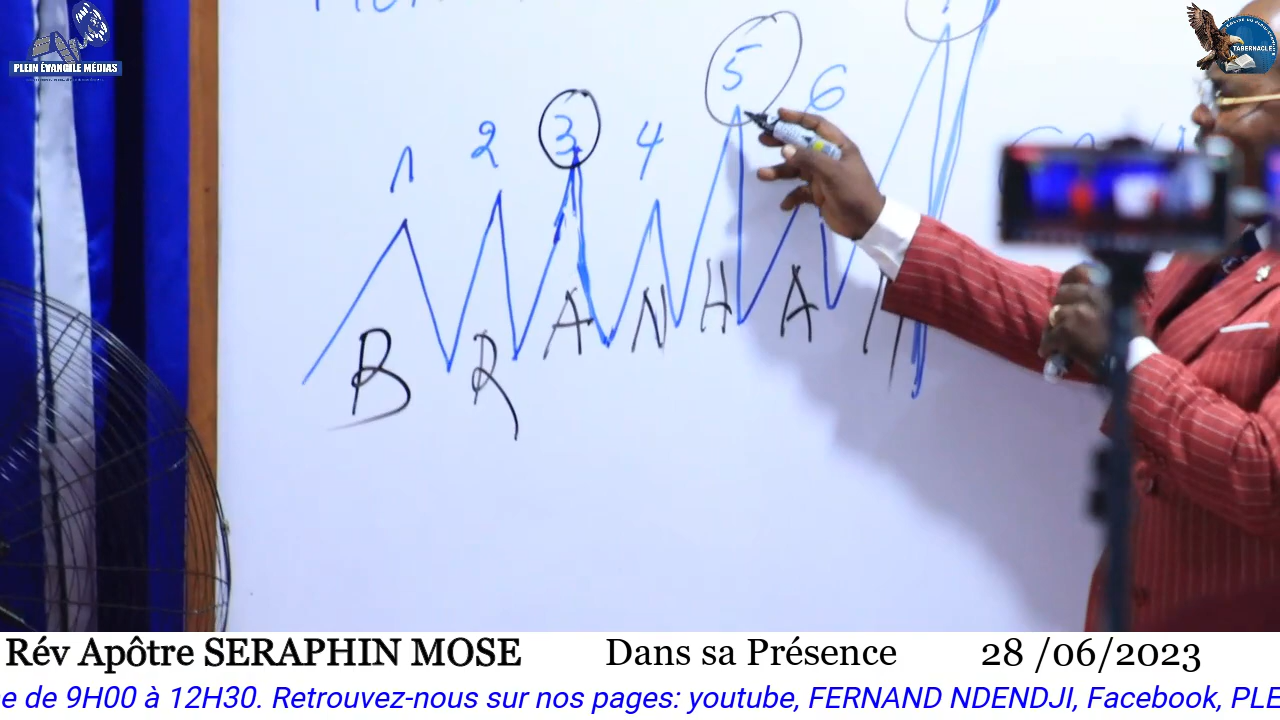 PLEIN ÉVANGILE MÉDIAS
TABERNACLE
1 2 3 4 5 6
B R A N H A
Rév Apôtre SERAPHIN MOSE Dans sa Présence 28 /06/2023
e de 9H00 à 12H30. Retrouvez-nous sur nos pages: youtube, FERNAND NDENDJI, Facebook, PLE